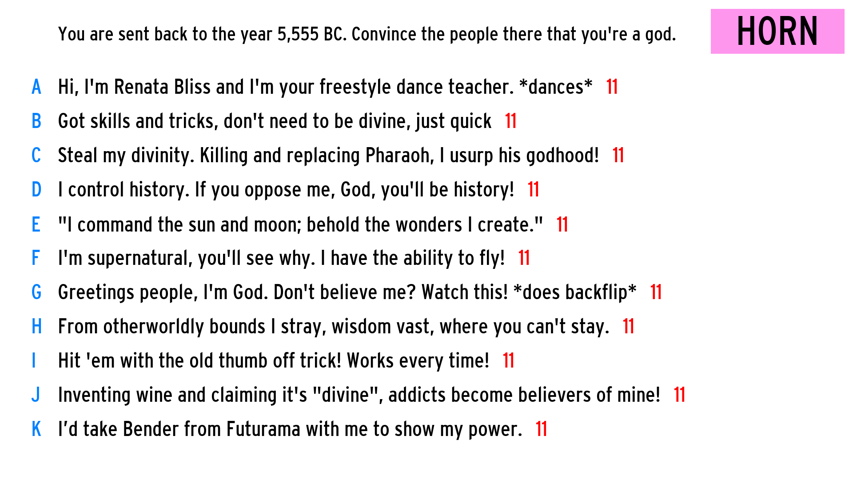 You are sent back to the year 5,555 BC. Convince the people there that you're a god.
HORN
A Hi, I'm Renata Bliss and I'm your freestyle dance teacher. *dances* 11
B Got skills and tricks, don't need to be divine, just quick 11
C Steal my divinity. Killing and replacing Pharaoh, I usurp his godhood! 11
D I control history. If you oppose me, God, you'll be history! 11
E "I command the sun and moon; behold the wonders I create." 11
F I'm supernatural, you'll see why. I have the ability to fly! 11
G Greetings people, I'm God. Don't believe me? Watch this! *does backflip* 11
H From otherworldly bounds I stray, wisdom vast, where you can't stay. 11
I Hit 'em with the old thumb off trick! Works every time! 11
J Inventing wine and claiming it's "divine", addicts become believers of mine! 11
K I’d take Bender from Futurama with me to show my power. 11